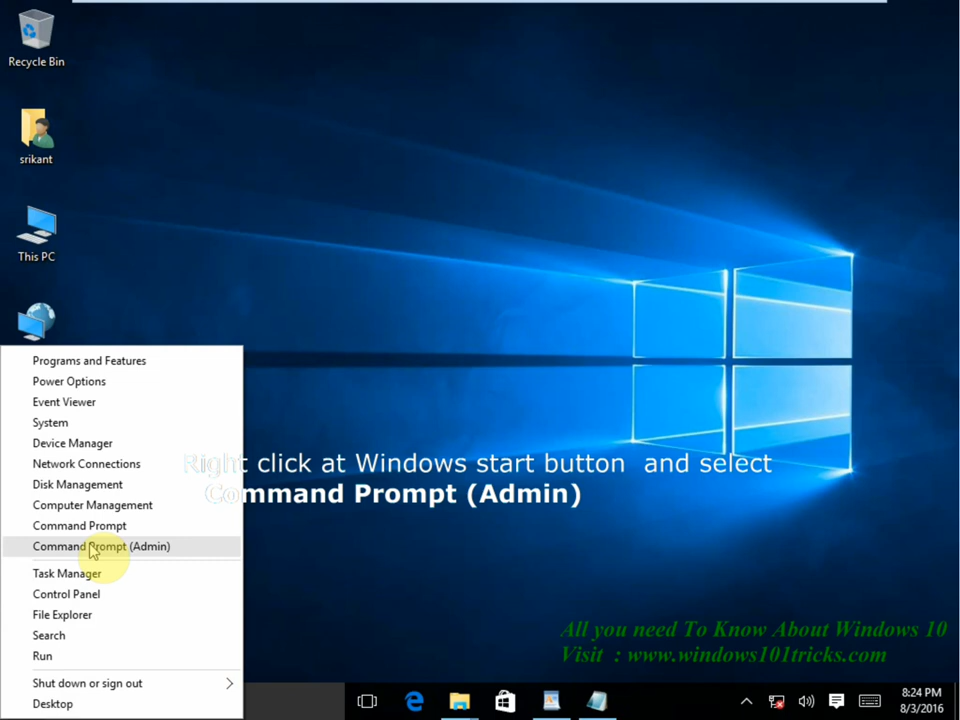 Recycle Bin
srikant
This PC
Programs and Features
Power Options
Event Viewer
System
Device Manager
Network Connections
Disk Management
Computer Management
Command Prompt
Command Prompt (Admin)
Task Manager
Control Panel
File Explorer
Search
Run
Shut down or sign out
Desktop
Right click at Windows start button and select
Command Prompt (Admin)
All you need To Know About Windows 10
Visit : www.windows101tricks.com
8:24 PM
8/3/2016